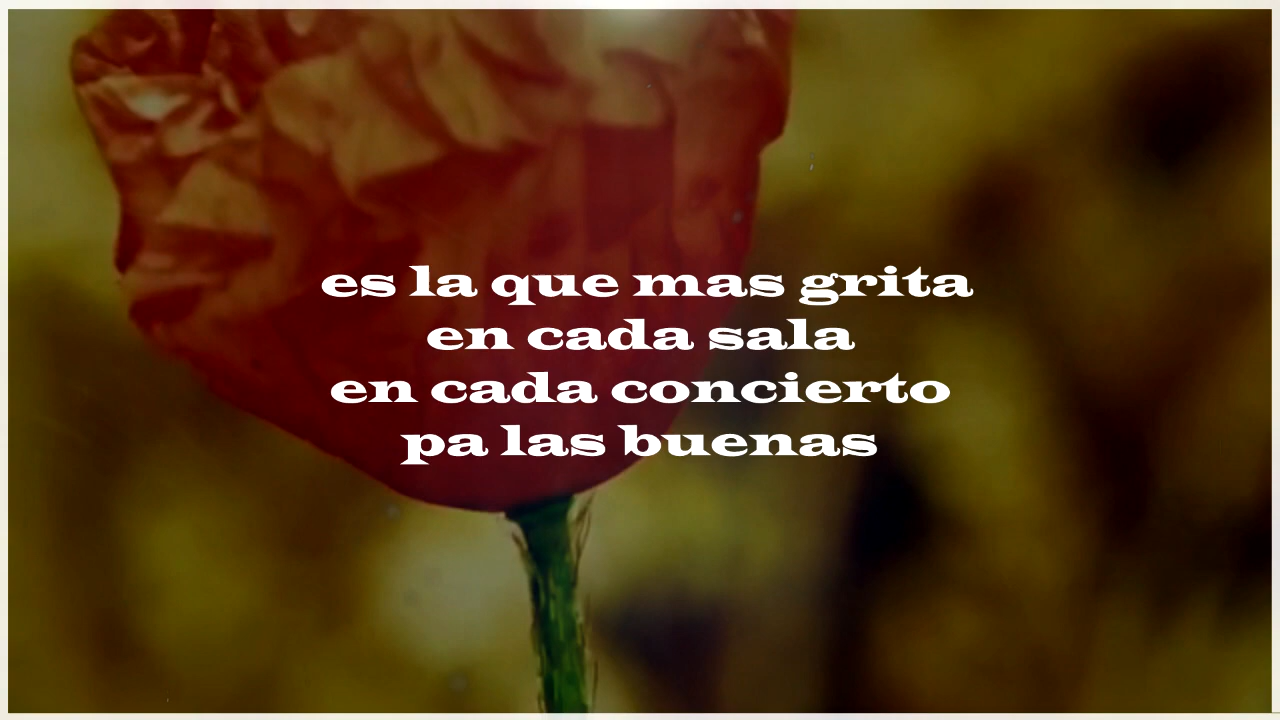 es la que mas grita
en cada sala
en cada concierto
pa las buenas